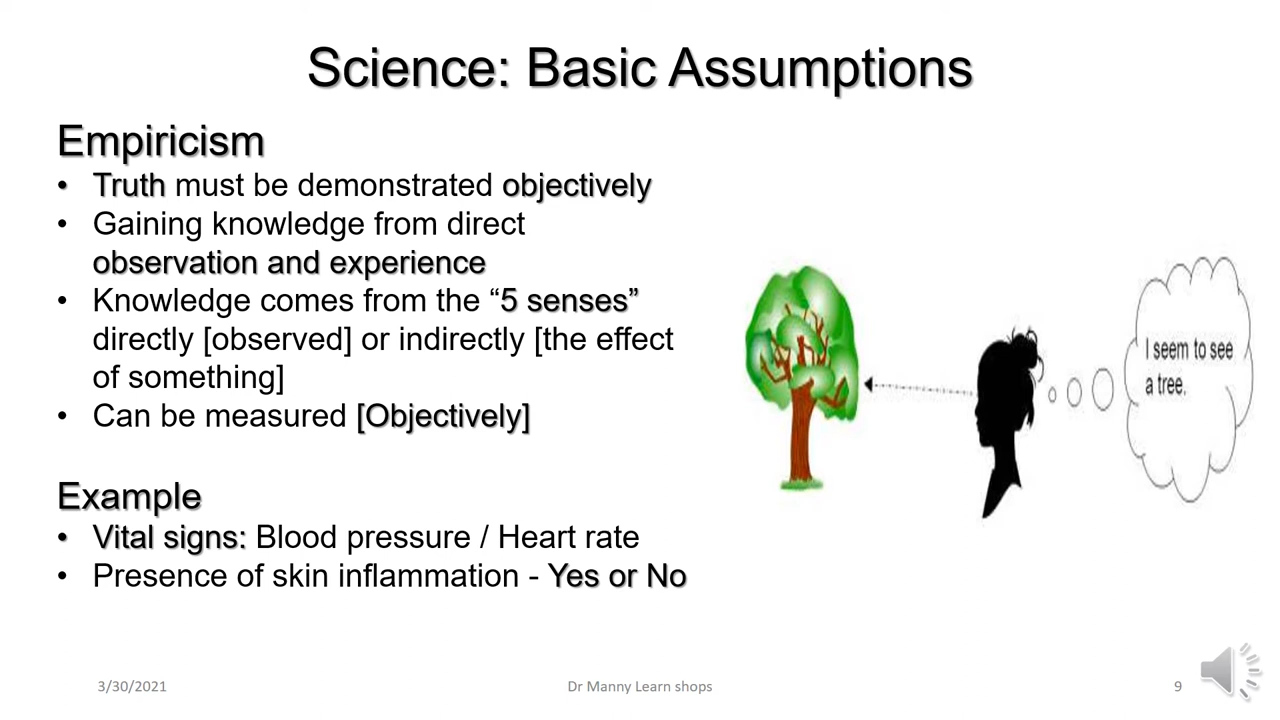 Science: Basic Assumptions
Empiricism
• Truth must be demonstrated objectively
• Gaining knowledge from direct
observation and experience
• Knowledge comes from the “5 senses”
directly [observed] or indirectly [the effect
of something]
• Can be measured [Objectively]
Example
• Vital signs: Blood pressure / Heart rate
• Presence of skin inflammation - Yes or No
I seem to see
a tree.
3/30/2021
Dr Manny Learn shops
9